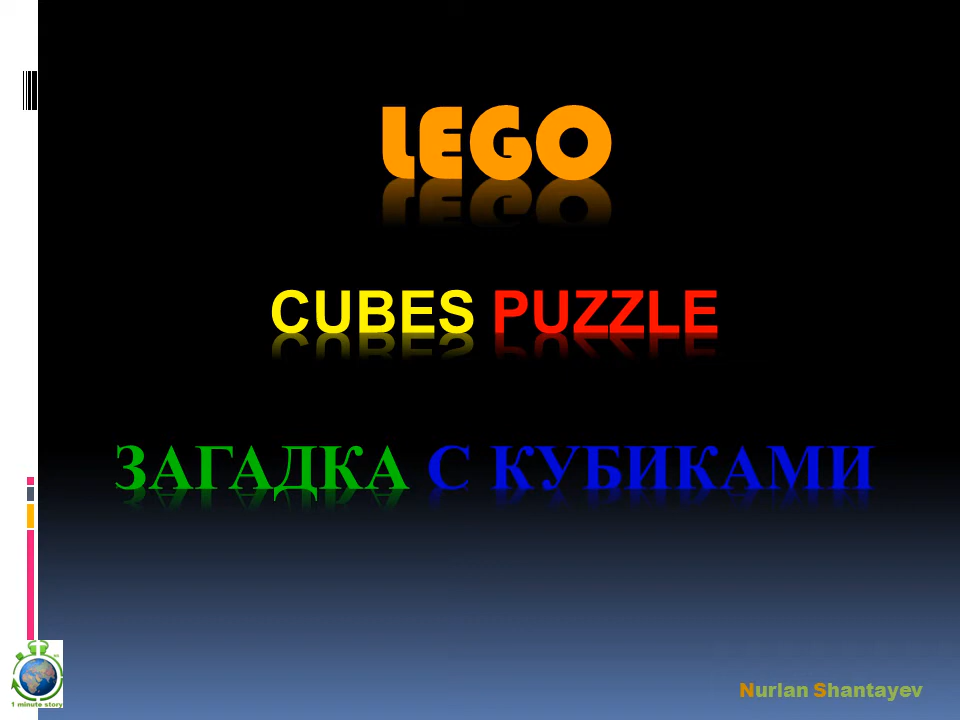 LEGO
CUBES PUZZLE
ЗАГАДКА С КУБИКАМИ
Nurlan Shantayev
1 minute story